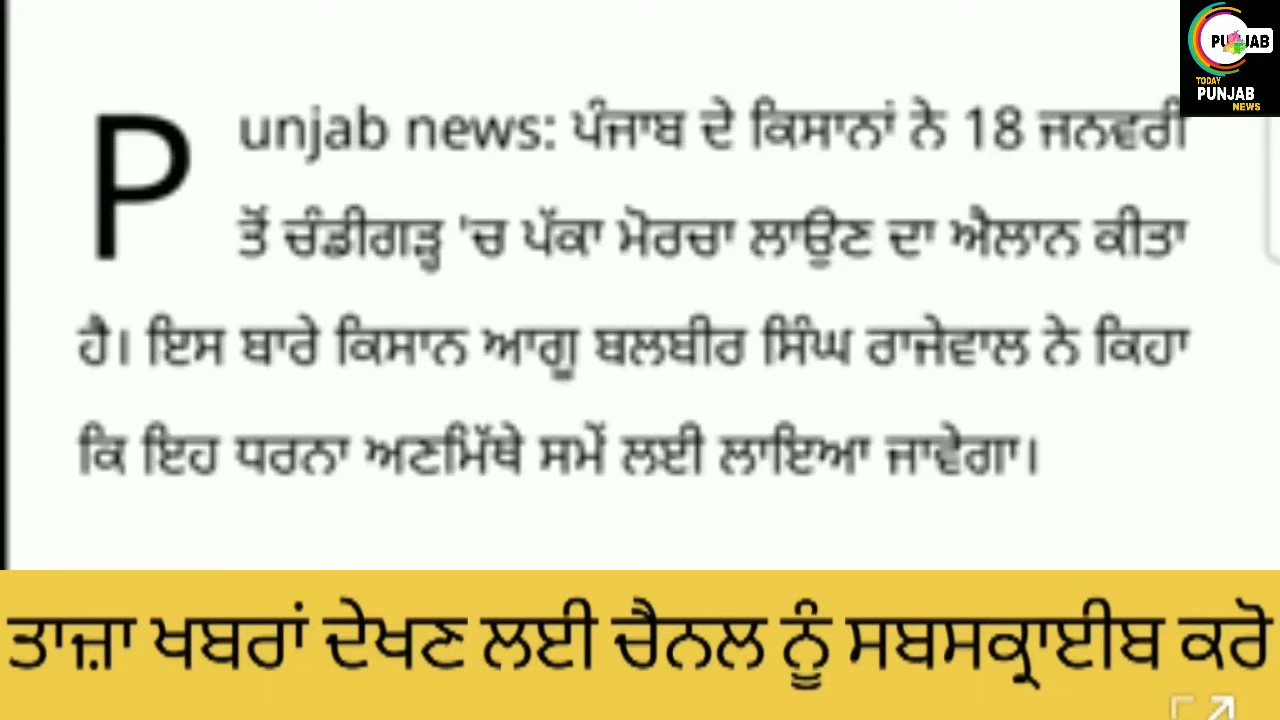 PUNJAB
TODAY
PUNJAB
NEWS
Punjab news: ਪੰਜਾਬ ਦੇ ਕਿਸਾਨਾਂ ਨੇ 18 ਜਨਵਰੀ
ਤੋਂ ਚੰਡੀਗੜ੍ਹ 'ਚ ਪੱਕਾ ਮੋਰਚਾ ਲਾਉਣ ਦਾ ਐਲਾਨ ਕੀਤਾ
ਹੈ। ਇਸ ਬਾਰੇ ਕਿਸਾਨ ਆਗੂ ਬਲਬੀਰ ਸਿੰਘ ਰਾਜੇਵਾਲ ਨੇ ਕਿਹਾ
ਕਿ ਇਹ ਧਰਨਾ ਅਣਮਿੱਥੇ ਸਮੇਂ ਲਈ ਲਾਇਆ ਜਾਵੇਗਾ।
ਤਾਜ਼ਾ ਖਬਰਾਂ ਦੇਖਣ ਲਈ ਚੈਨਲ ਨੂੰ ਸਬਸਕ੍ਰਾਈਬ ਕਰੋ